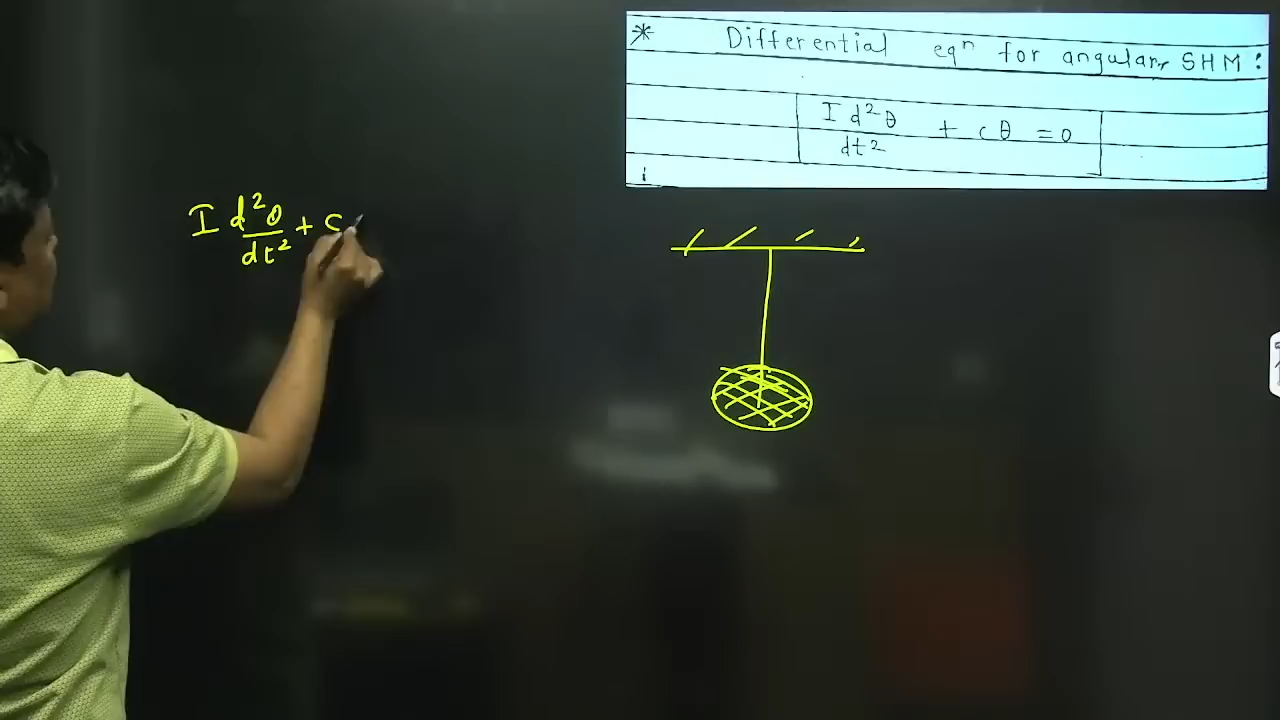 * Differential eqⁿ for angular SHM:
I d²θ/dt² + cθ = 0
I d²θ/dt² + c